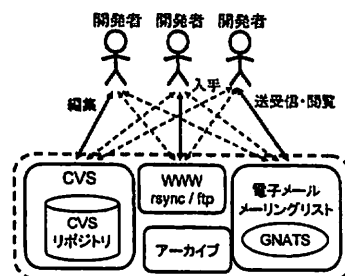 開発者 開発者 開発者
編集
入手
送受信・閲覧
CVS
CVS
リポジトリ
WWW
rsync / ftp
アーカイブ
電子メール
メーリングリスト
GNATS